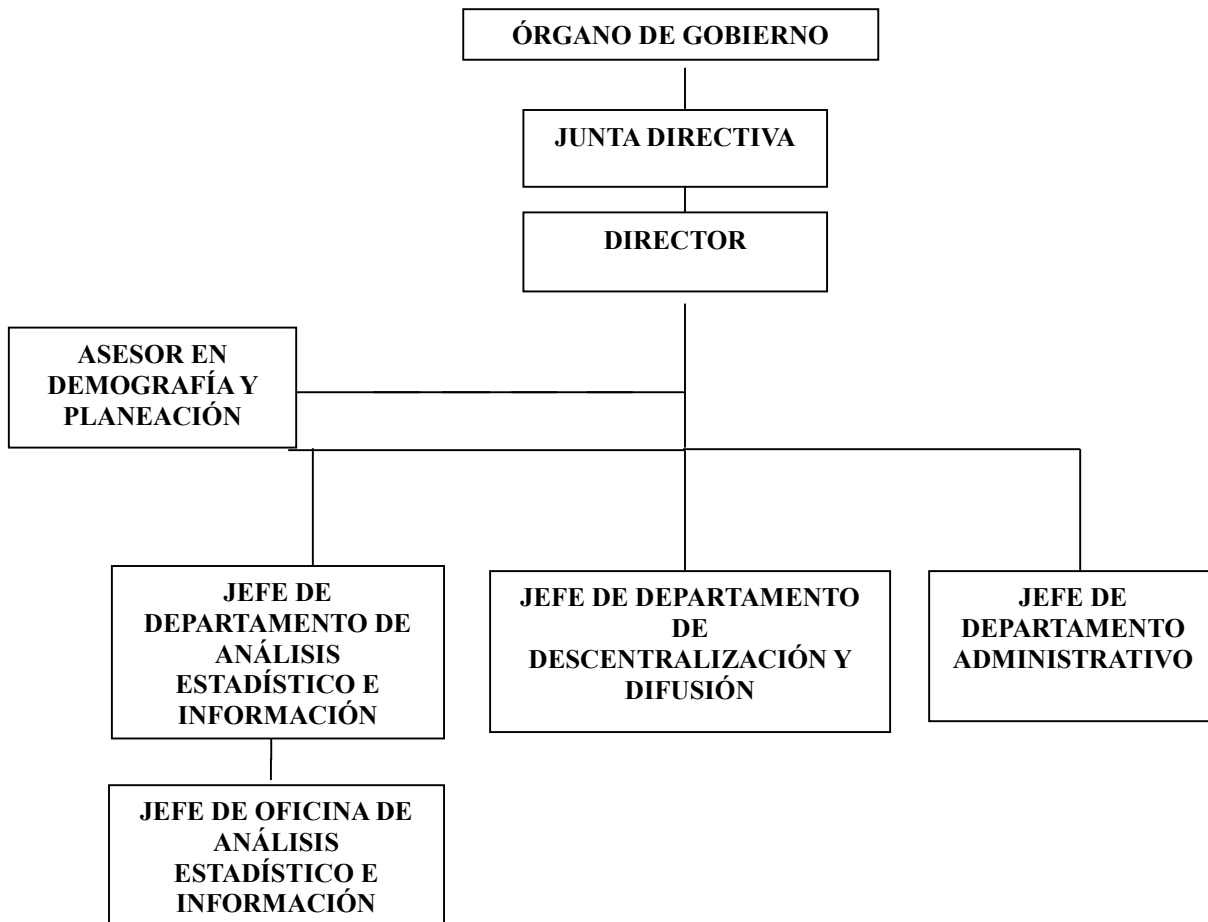 ÓRGANO DE GOBIERNO
JUNTA DIRECTIVA
DIRECTOR
ASESOR EN
DEMOGRAFÍA Y
PLANEACIÓN
JEFE DE
DEPARTAMENTO DE
ANÁLISIS
ESTADÍSTICO E
INFORMACIÓN
JEFE DE DEPARTAMENTO
DE
DESCENTRALIZACIÓN Y
DIFUSIÓN
JEFE DE
DEPARTAMENTO
ADMINISTRATIVO
JEFE DE OFICINA DE
ANÁLISIS
ESTADÍSTICO E
INFORMACIÓN